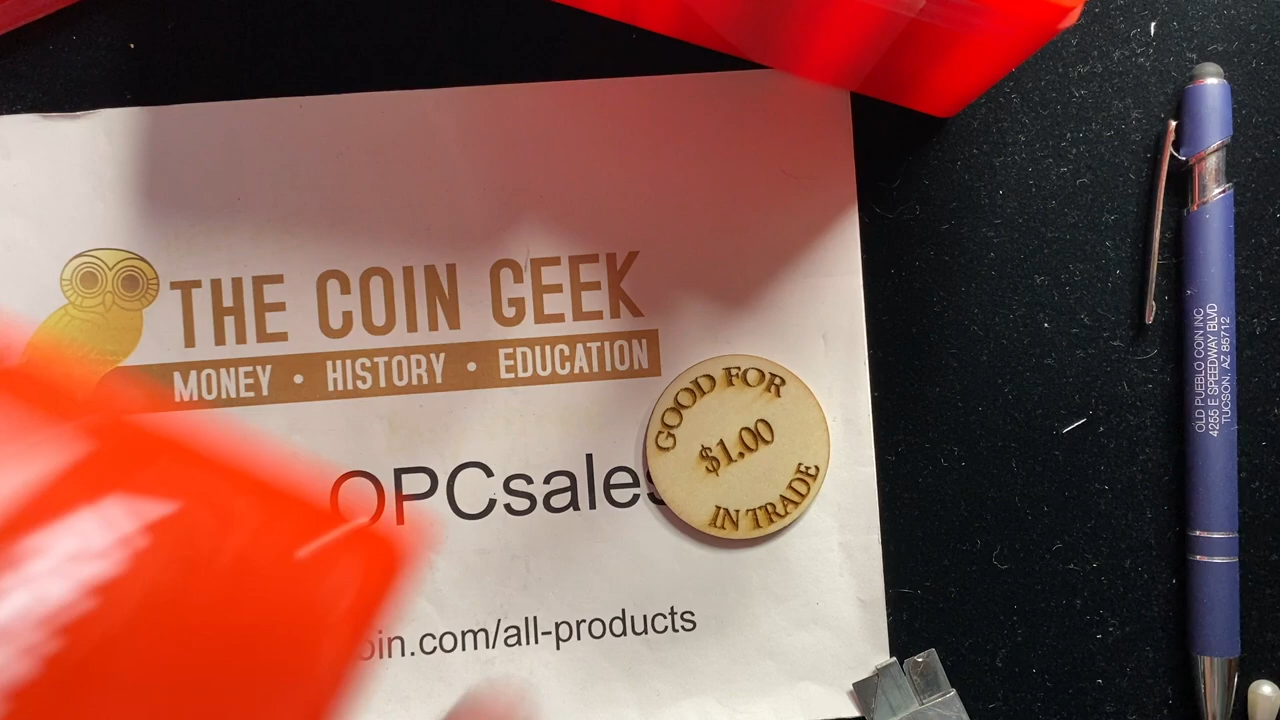 THE COIN GEEK
MONEY • HISTORY • EDUCATION
OPCsales
GOOD FOR
$1.00
IN TRADE
oin.com/all-products
OLD PUEBLO COIN INC
4255 E SPEEDWAY BLVD
TUCSON, AZ 85712